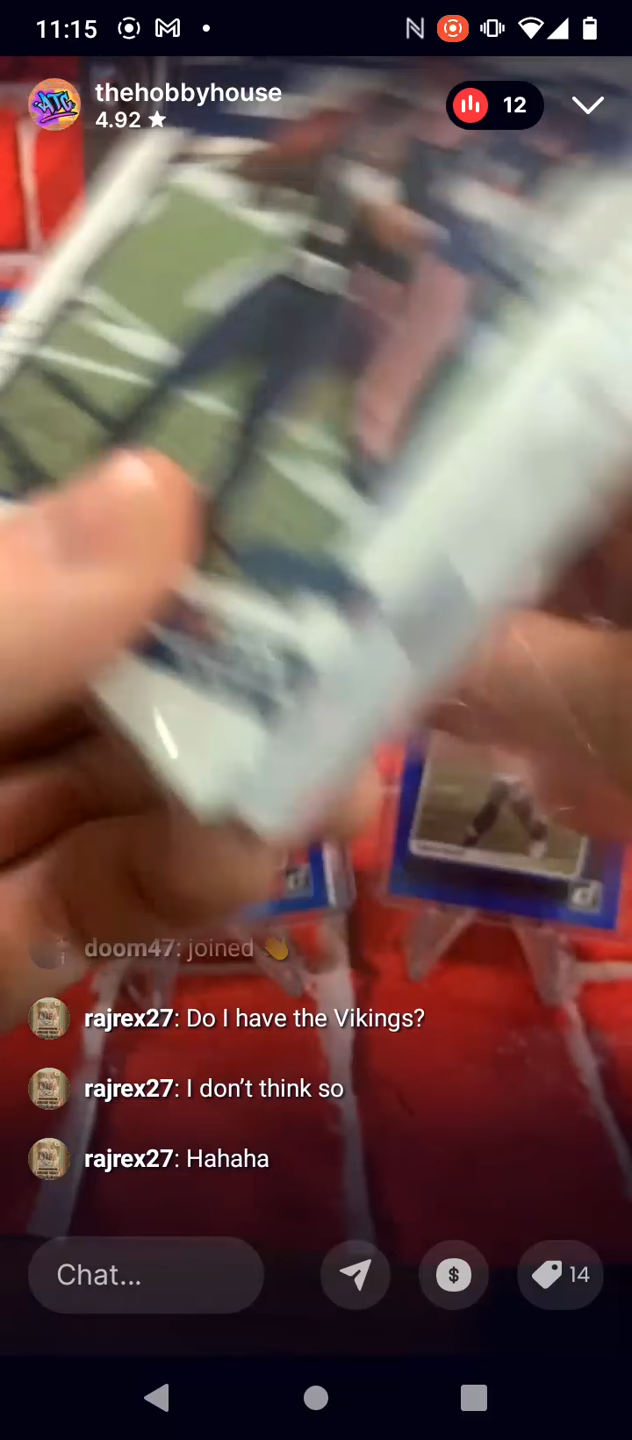 11:15
thehobbyhouse
12
4.92 ★
doom47: joined 👋
rajrex27: Do I have the Vikings?
rajrex27: I don’t think so
rajrex27: Hahaha
Chat...
14